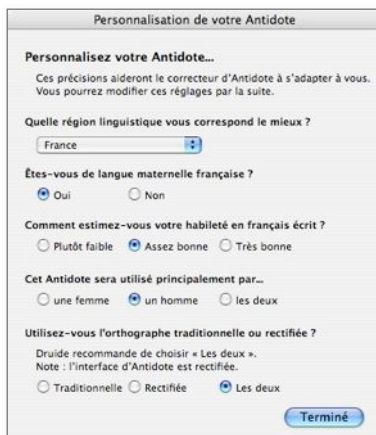 Personnalisation de votre Antidote
Personnalisez votre Antidote...
Ces précisions aideront le correcteur d'Antidote à s'adapter à vous.
Vous pourrez modifier ces réglages par la suite.
Quelle région linguistique vous correspond le mieux ?
France
Êtes-vous de langue maternelle française ?
Oui Non
Comment estimez-vous votre habileté en français écrit ?
Plutôt faible Assez bonne Très bonne
Cet Antidote sera utilisé principalement par...
une femme un homme les deux
Utilisez-vous l'orthographe traditionnelle ou rectifiée ?
Druide recommande de choisir « Les deux ».
Note : l'interface d'Antidote est rectifiée.
Traditionnelle Rectifiée Les deux
Terminé